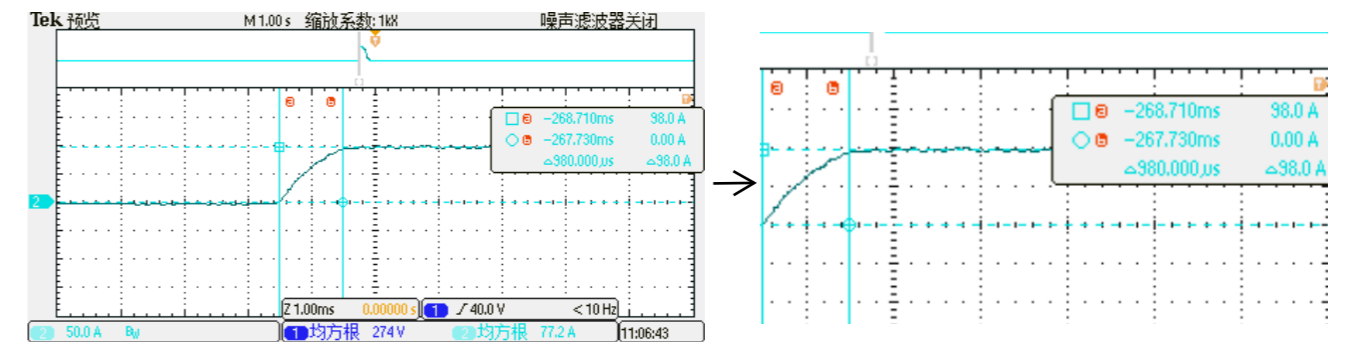 Tek 预览 M 1.00 s 缩放系数: 1kX 噪声滤波器关闭
T
a b
a −268.710ms 98.0 A
b −267.730ms 0.00 A
△980.000µs △98.0 A
2
Z 1.00ms 0.00000 s 1 40.0 V < 10 Hz
2 50.0 A BW 1 均方根 274 V 2 均方根 77.2 A 11:06:43
a b
a −268.710ms 98.0 A
b −267.730ms 0.00 A
△980.000µs △98.0 A